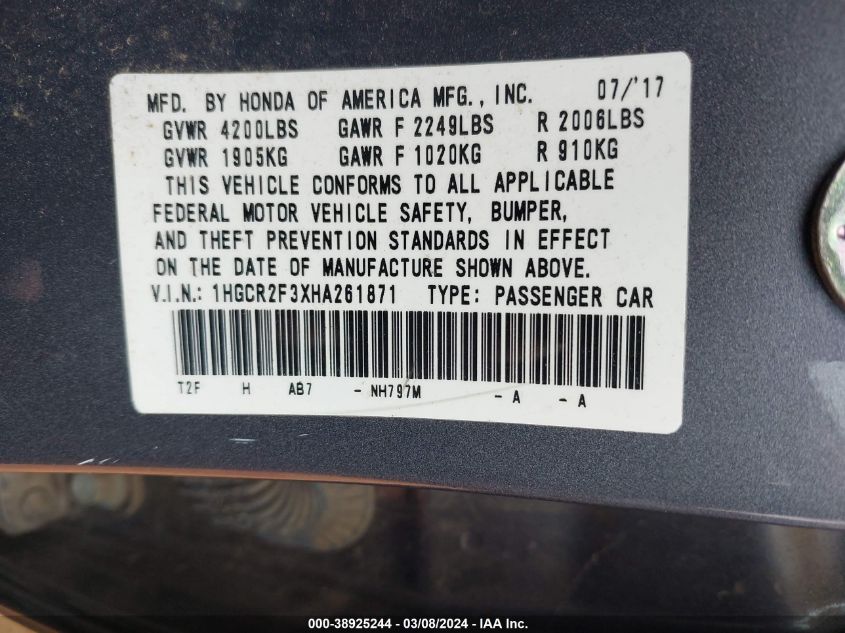 MFD. BY HONDA OF AMERICA MFG., INC. 07/'17
GVWR 4200LBS GAWR F 2249LBS R 2006LBS
GVWR 1905KG GAWR F 1020KG R 910KG
THIS VEHICLE CONFORMS TO ALL APPLICABLE
FEDERAL MOTOR VEHICLE SAFETY, BUMPER,
AND THEFT PREVENTION STANDARDS IN EFFECT
ON THE DATE OF MANUFACTURE SHOWN ABOVE.
V.I.N.: 1HGCR2F3XHA261871 TYPE: PASSENGER CAR
T2F H AB7 - NH797M - A - A
000-38925244 - 03/08/2024 - IAA Inc.